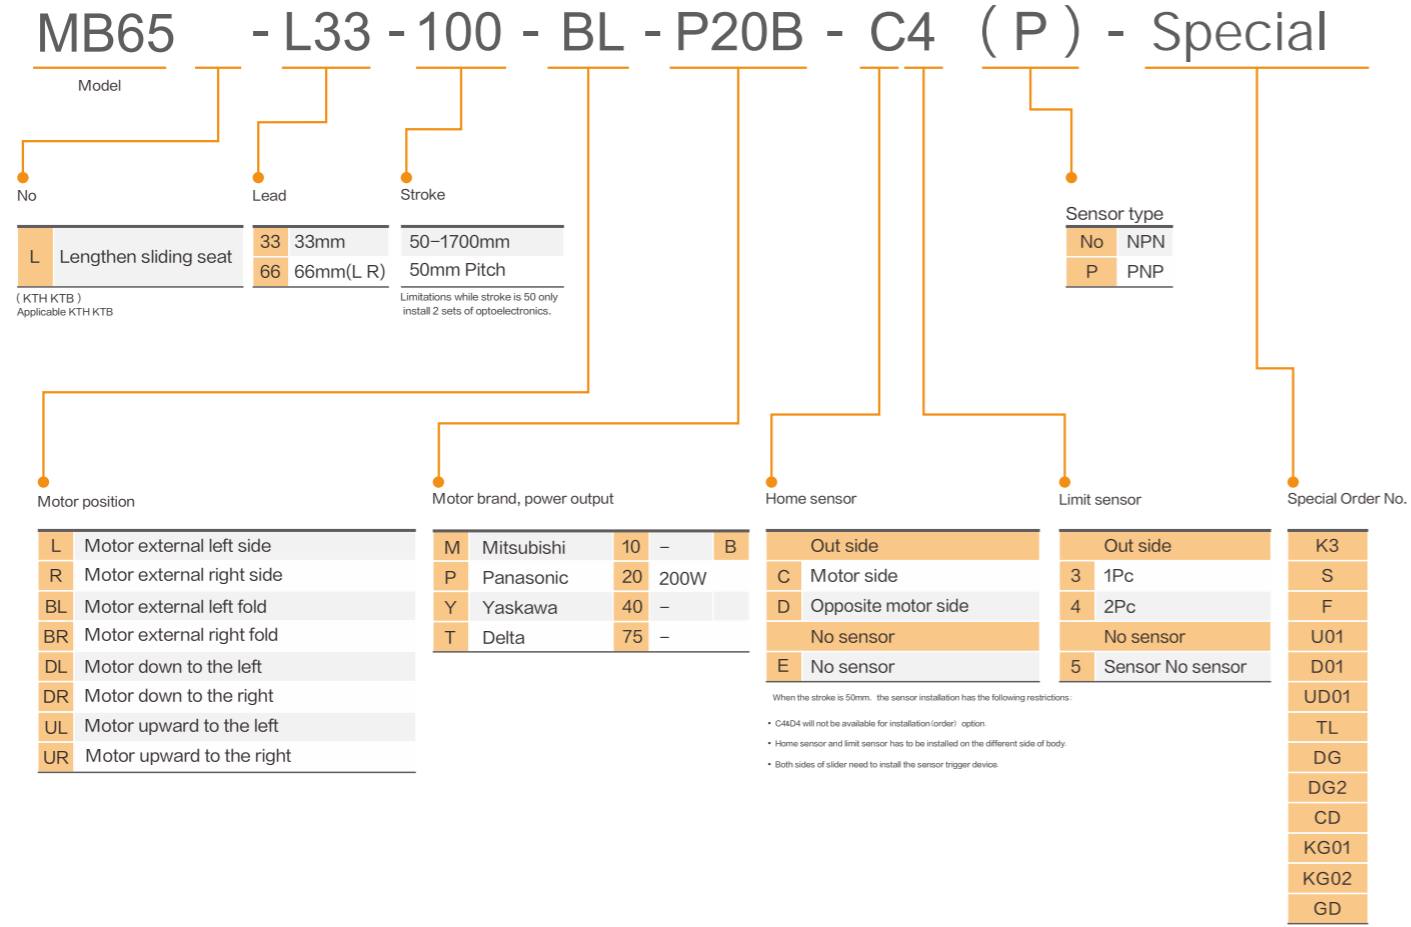 MB65 - L33 - 100 - BL - P20B - C4 ( P ) - Special
Model
No
L Lengthen sliding seat
( KTH KTB )
Applicable KTH KTB
Lead
33 33mm
66 66mm(L R)
Stroke
50-1700mm
50mm Pitch
Limitations while stroke is 50 only
install 2 sets of optoelectronics.
Sensor type
No NPN
P PNP
Motor position
L Motor external left side
R Motor external right side
BL Motor external left fold
BR Motor external right fold
DL Motor down to the left
DR Motor down to the right
UL Motor upward to the left
UR Motor upward to the right
Motor brand, power output
M Mitsubishi 10 - B
P Panasonic 20 200W
Y Yaskawa 40 -
T Delta 75 -
Home sensor
Out side
C Motor side
D Opposite motor side
No sensor
E No sensor
When the stroke is 50mm, the sensor installation has the following restrictions:
• C4&D4 will not be available for installation(order) option.
• Home sensor and limit sensor has to be installed on the different side of body.
• Both sides of slider need to install the sensor trigger device.
Limit sensor
Out side
3 1Pc
4 2Pc
No sensor
5 Sensor No sensor
Special Order No.
K3
S
F
U01
D01
UD01
TL
DG
DG2
CD
KG01
KG02
GD